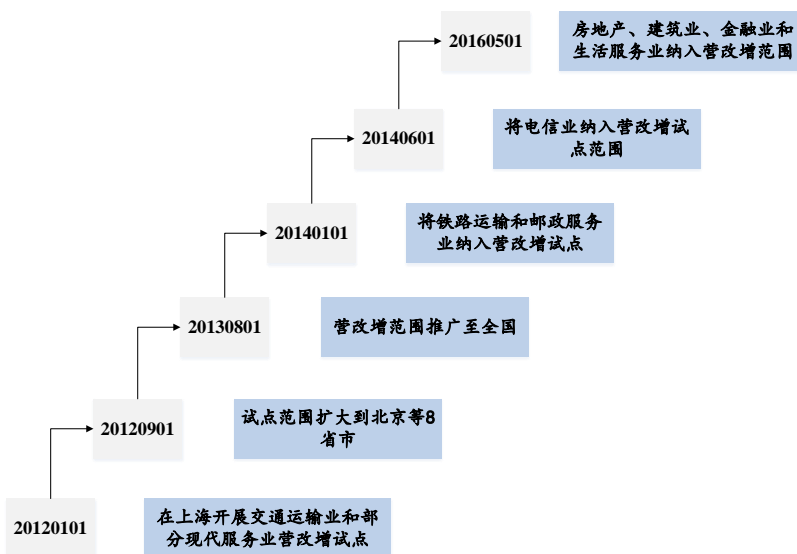 20160501
房地产、建筑业、金融业和
生活服务业纳入营改增范围
20140601
将电信业纳入营改增试
点范围
20140101
将铁路运输和邮政服务
业纳入营改增试点
20130801
营改增范围推广至全国
20120901
试点范围扩大到北京等8
省市
20120101
在上海开展交通运输业和部
分现代服务业营改增试点